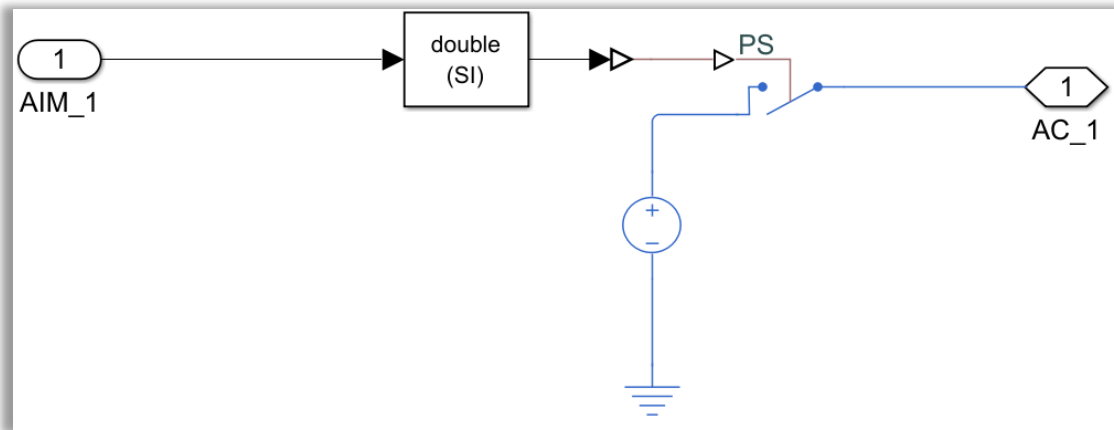 1
AIM_1
double
(SI)
PS
+
−
1
AC_1